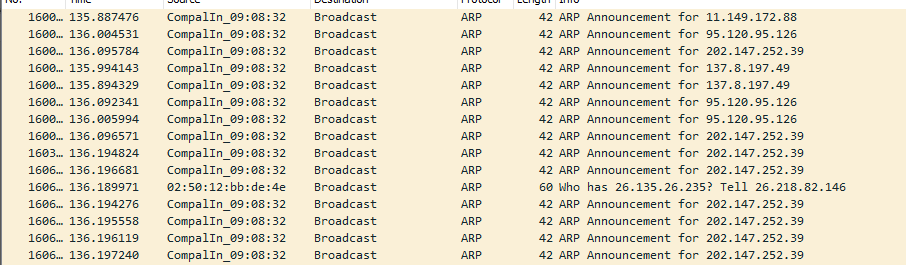 No. Time Source Destination Protocol Length Info
1600… 135.887476 CompalIn_09:08:32 Broadcast ARP 42 ARP Announcement for 11.149.172.88
1600… 136.004531 CompalIn_09:08:32 Broadcast ARP 42 ARP Announcement for 95.120.95.126
1600… 136.095784 CompalIn_09:08:32 Broadcast ARP 42 ARP Announcement for 202.147.252.39
1600… 135.994143 CompalIn_09:08:32 Broadcast ARP 42 ARP Announcement for 137.8.197.49
1600… 135.894329 CompalIn_09:08:32 Broadcast ARP 42 ARP Announcement for 137.8.197.49
1600… 136.092341 CompalIn_09:08:32 Broadcast ARP 42 ARP Announcement for 95.120.95.126
1600… 136.005994 CompalIn_09:08:32 Broadcast ARP 42 ARP Announcement for 95.120.95.126
1600… 136.096571 CompalIn_09:08:32 Broadcast ARP 42 ARP Announcement for 202.147.252.39
1603… 136.194824 CompalIn_09:08:32 Broadcast ARP 42 ARP Announcement for 202.147.252.39
1606… 136.196681 CompalIn_09:08:32 Broadcast ARP 42 ARP Announcement for 202.147.252.39
1606… 136.189971 02:50:12:bb:de:4e Broadcast ARP 60 Who has 26.135.26.235? Tell 26.218.82.146
1606… 136.194276 CompalIn_09:08:32 Broadcast ARP 42 ARP Announcement for 202.147.252.39
1606… 136.195558 CompalIn_09:08:32 Broadcast ARP 42 ARP Announcement for 202.147.252.39
1606… 136.196119 CompalIn_09:08:32 Broadcast ARP 42 ARP Announcement for 202.147.252.39
1606… 136.197240 CompalIn_09:08:32 Broadcast ARP 42 ARP Announcement for 202.147.252.39